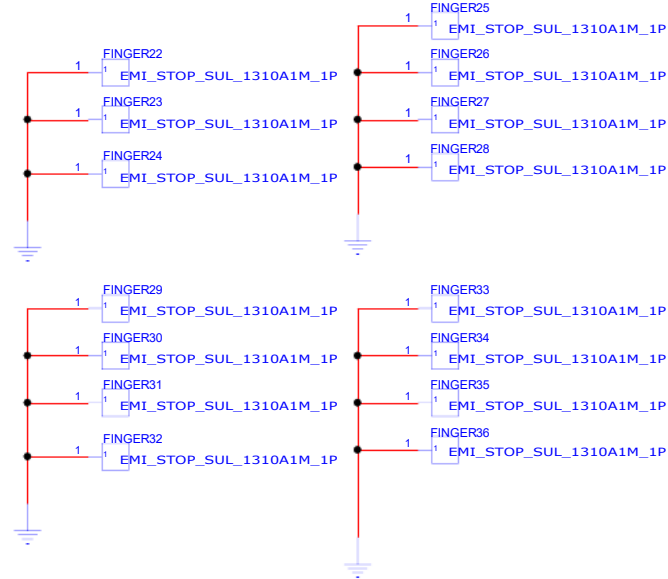 FINGER22
1
1
EMI_STOP_SUL_1310A1M_1P
FINGER23
1
1
EMI_STOP_SUL_1310A1M_1P
FINGER24
1
1
EMI_STOP_SUL_1310A1M_1P
FINGER25
1
1
EMI_STOP_SUL_1310A1M_1P
FINGER26
1
1
EMI_STOP_SUL_1310A1M_1P
FINGER27
1
1
EMI_STOP_SUL_1310A1M_1P
FINGER28
1
1
EMI_STOP_SUL_1310A1M_1P
FINGER29
1
1
EMI_STOP_SUL_1310A1M_1P
FINGER30
1
1
EMI_STOP_SUL_1310A1M_1P
FINGER31
1
1
EMI_STOP_SUL_1310A1M_1P
FINGER32
1
1
EMI_STOP_SUL_1310A1M_1P
FINGER33
1
1
EMI_STOP_SUL_1310A1M_1P
FINGER34
1
1
EMI_STOP_SUL_1310A1M_1P
FINGER35
1
1
EMI_STOP_SUL_1310A1M_1P
FINGER36
1
1
EMI_STOP_SUL_1310A1M_1P